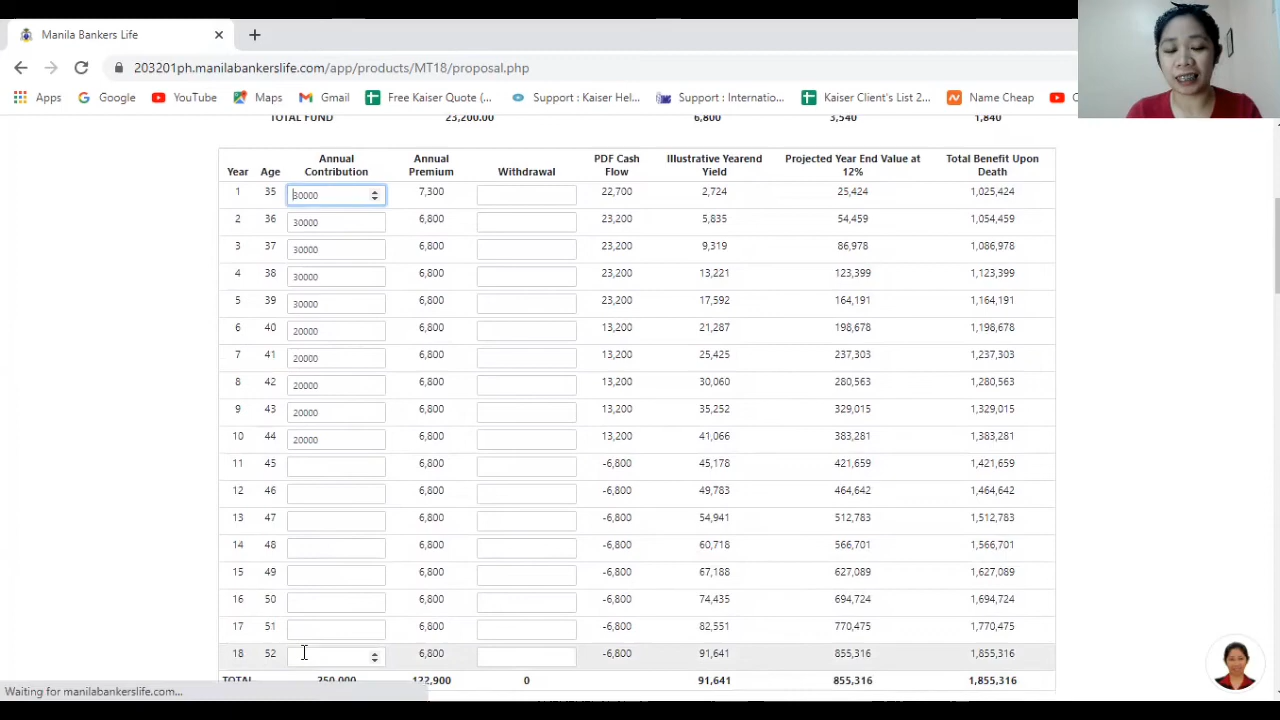 Manila Bankers Life
203201ph.manilabankerslife.com/app/products/MT18/proposal.php
Apps Google YouTube Maps Gmail Free Kaiser Quote (... Support : Kaiser Hel... Support : Internatio... Kaiser Client's List 2... Name Cheap
TOTAL FUND 23,200.00 6,800 3,540 1,840
Year Age Annual Contribution Annual Premium Withdrawal PDF Cash Flow Illustrative Yearend Yield Projected Year End Value at 12% Total Benefit Upon Death
1 35 30000 7,300 22,700 2,724 25,424 1,025,424
2 36 30000 6,800 23,200 5,835 54,459 1,054,459
3 37 30000 6,800 23,200 9,319 86,978 1,086,978
4 38 30000 6,800 23,200 13,221 123,399 1,123,399
5 39 30000 6,800 23,200 17,592 164,191 1,164,191
6 40 20000 6,800 13,200 21,287 198,678 1,198,678
7 41 20000 6,800 13,200 25,425 237,303 1,237,303
8 42 20000 6,800 13,200 30,060 280,563 1,280,563
9 43 20000 6,800 13,200 35,252 329,015 1,329,015
10 44 20000 6,800 13,200 41,066 383,281 1,383,281
11 45 6,800 -6,800 45,178 421,659 1,421,659
12 46 6,800 -6,800 49,783 464,642 1,464,642
13 47 6,800 -6,800 54,941 512,783 1,512,783
14 48 6,800 -6,800 60,718 566,701 1,566,701
15 49 6,800 -6,800 67,188 627,089 1,627,089
16 50 6,800 -6,800 74,435 694,724 1,694,724
17 51 6,800 -6,800 82,551 770,475 1,770,475
18 52 6,800 -6,800 91,641 855,316 1,855,316
TOTAL 250,000 122,900 0 91,641 855,316 1,855,316
Waiting for manilabankerslife.com...